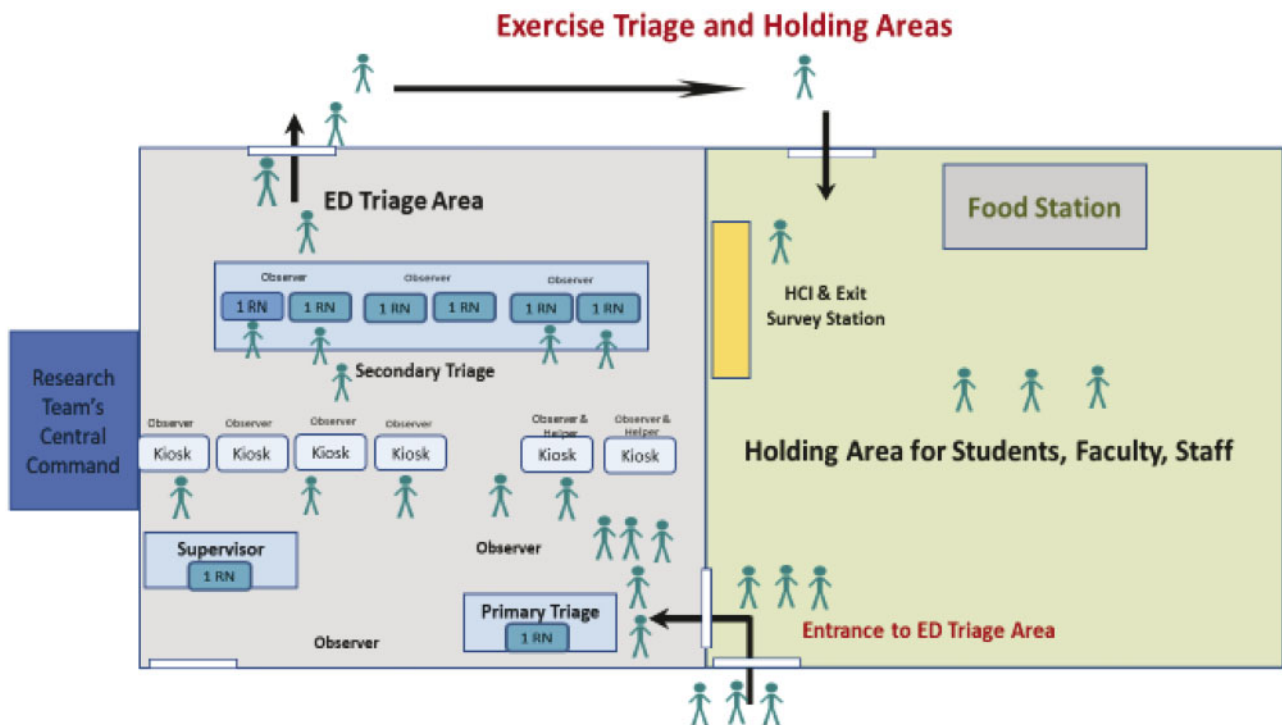 Exercise Triage and Holding Areas
ED Triage Area
Food Station
Observer
Observer
Observer
1 RN
1 RN
1 RN
1 RN
1 RN
1 RN
HCI & Exit
Survey Station
Secondary Triage
Research
Team's
Central
Command
Observer
Observer
Observer
Observer
Observer &
Helper
Observer &
Helper
Kiosk
Kiosk
Kiosk
Kiosk
Kiosk
Kiosk
Holding Area for Students, Faculty, Staff
Supervisor
1 RN
Observer
Primary Triage
1 RN
Observer
Entrance to ED Triage Area